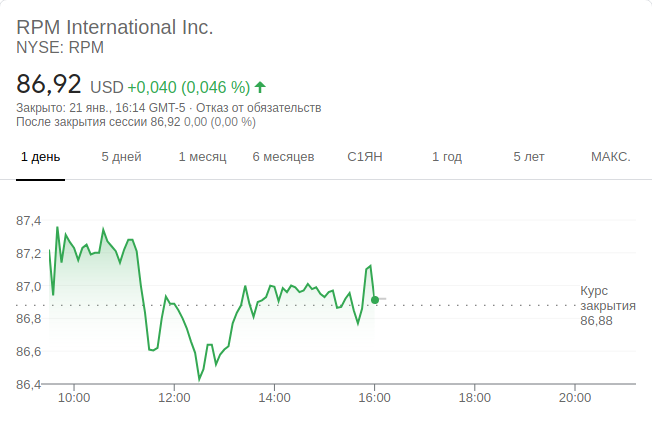 RPM International Inc.
NYSE: RPM
86,92 USD +0,040 (0,046 %)
Закрыто: 21 янв., 16:14 GMT-5 · Отказ от обязательств
После закрытия сессии 86,92 0,00 (0,00 %)
1 день 5 дней 1 месяц 6 месяцев С1ЯН 1 год 5 лет МАКС.
87,4
87,2
87,0
86,8
86,6
86,4
Курс
закрытия
86,88
10:00 12:00 14:00 16:00 18:00 20:00